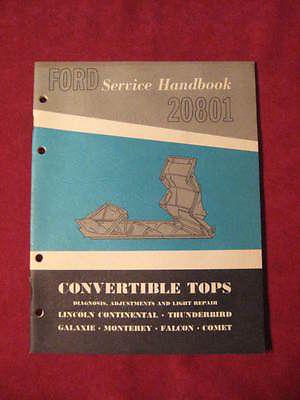 FORD Service Handbook
20801
CONVERTIBLE TOPS
DIAGNOSIS, ADJUSTMENTS AND LIGHT REPAIR
LINCOLN CONTINENTAL · THUNDERBIRD
GALAXIE · MONTEREY · FALCON · COMET